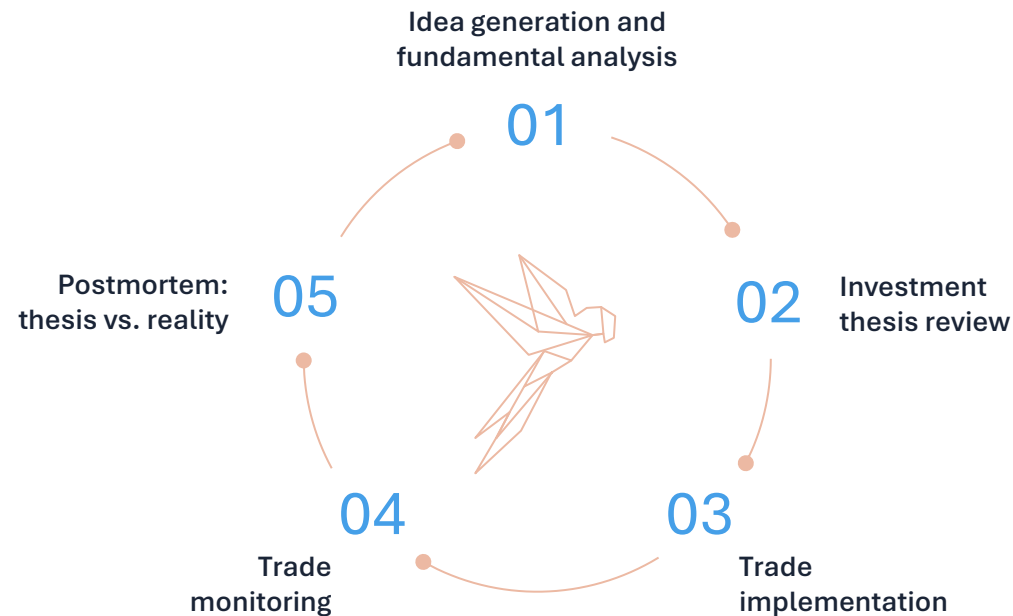 Idea generation and
fundamental analysis
01
02
Investment
thesis review
03
Trade
implementation
04
Trade
monitoring
05
Postmortem:
thesis vs. reality